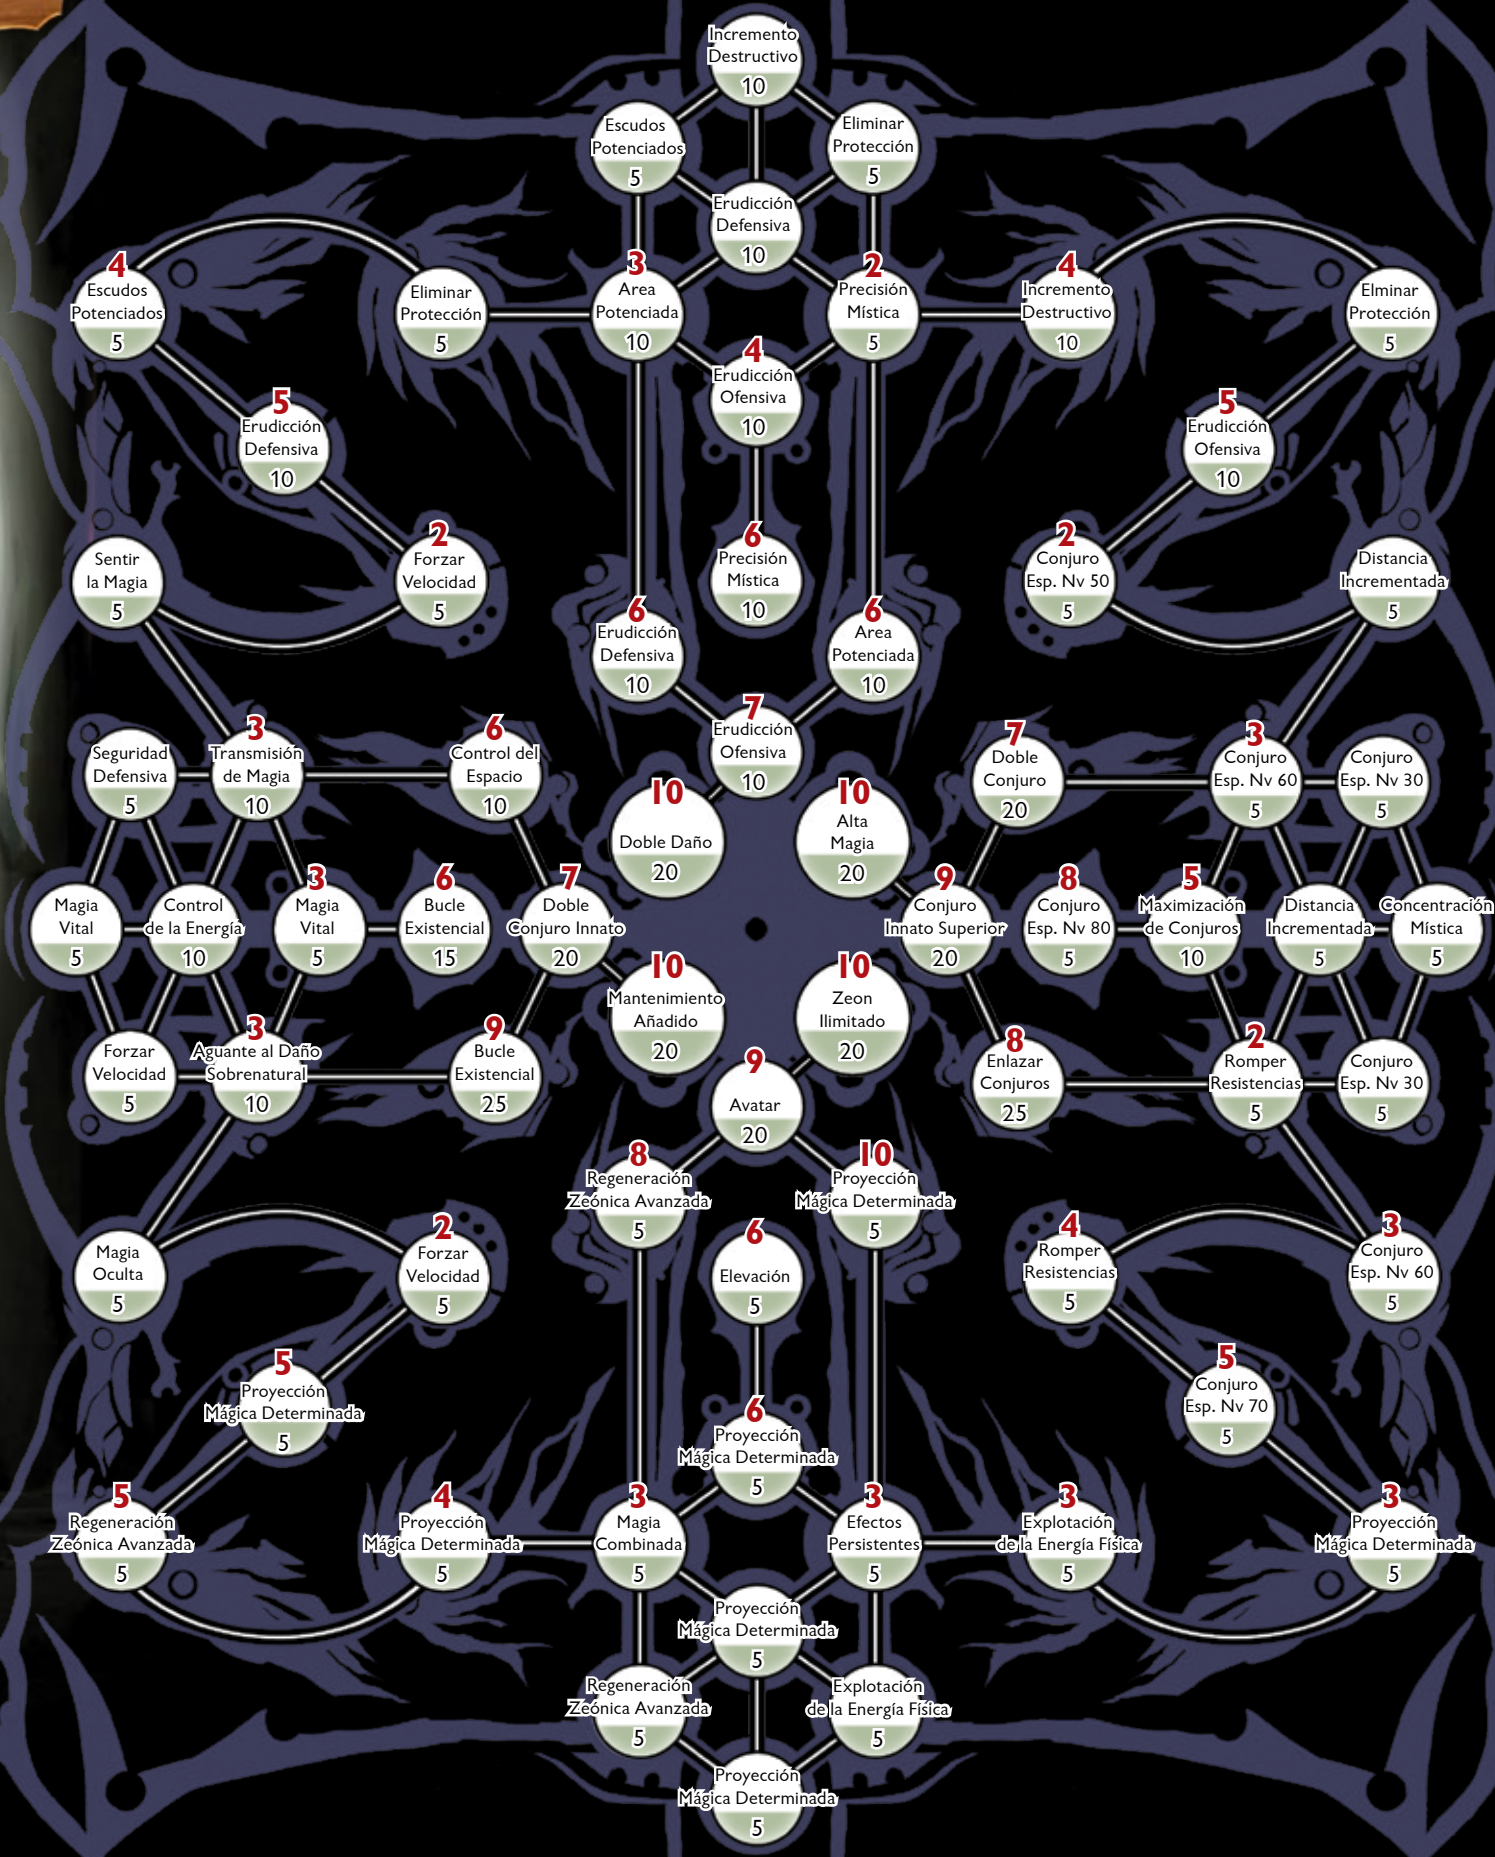 Incremento
Destructivo
10
Escudos
Potenciados
5
Eliminar
Protección
5
Erudicción
Defensiva
10
4
Escudos
Potenciados
5
Eliminar
Protección
5
3
Area
Potenciada
10
2
Precisión
Mística
5
4
Incremento
Destructivo
10
Elminar
Protección
5
4
Erudicción
Ofensiva
10
5
Erudicción
Defensiva
10
5
Erudicción
Ofensiva
10
Sentir
la Magia
5
2
Forzar
Velocidad
5
6
Precisión
Mística
10
2
Conjuro
Esp. Nv 50
5
Distancia
Incrementada
5
6
Erudicción
Defensiva
10
6
Area
Potenciada
10
7
Erudicción
Ofensiva
10
Seguridad
Defensiva
5
3
Transmisión
de Magia
10
6
Control del
Espacio
10
7
Doble
Conjuro
20
3
Conjuro
Esp. Nv 60
5
Conjuro
Esp. Nv 30
5
10
Doble Daño
20
10
Alta
Magia
20
Magia
Vital
5
Control
de la Energía
10
3
Magia
Vital
5
6
Bucle
Existencial
15
7
Doble
Conjuro Innato
20
9
Conjuro
Innato Superior
20
8
Conjuro
Esp. Nv 80
5
5
Maximización
de Conjuros
10
Distancia
Incrementada
5
Concentración
Mística
5
10
Mantenimiento
Añadido
20
10
Zeon
Ilimitado
20
Forzar
Velocidad
5
3
Aguante al Daño
Sobrenatural
10
9
Bucle
Existencial
25
9
Avatar
20
8
Enlazar
Conjuros
25
2
Romper
Resistencias
5
Conjuro
Esp. Nv 30
5
8
Regeneración
Zeónica Avanzada
5
10
Proyección
Mágica Determinada
5
Magia
Oculta
5
2
Forzar
Velocidad
5
6
Elevación
5
4
Romper
Resistencias
5
3
Conjuro
Esp. Nv 60
5
5
Proyección
Mágica Determinada
5
5
Conjuro
Esp. Nv 70
5
6
Proyección
Mágica Determinada
5
5
Regeneración
Zeónica Avanzada
5
4
Proyección
Mágica Determinada
5
3
Magia
Combinada
5
3
Efectos
Persistentes
5
3
Explotación
de la Energía Física
5
3
Proyección
Mágica Determinada
5
Proyección
Mágica Determinada
5
Regeneración
Zeónica Avanzada
5
Explotación
de la Energía Física
5
Proyección
Mágica Determinada
5